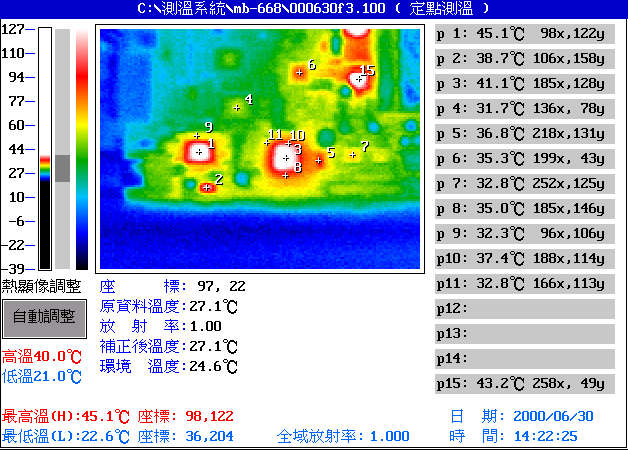 C:\測溫系統\mb-668\000630f3.100 ( 定點測溫 )
127
110
94
77
60
44
27
10
-6
-22
-39
熱顯像調整
自動調整
高溫40.0℃
低溫21.0℃
1
2
3
4
5
6
7
8
9
10
11
15
座 標: 97, 22
原資料溫度:27.1℃
放 射 率:1.00
補正後溫度:27.1℃
環境 溫度:24.6℃
p 1: 45.1℃ 98x,122y
p 2: 38.7℃ 106x,158y
p 3: 41.1℃ 185x,128y
p 4: 31.7℃ 136x, 78y
p 5: 36.8℃ 218x,131y
p 6: 35.3℃ 199x, 43y
p 7: 32.8℃ 252x,125y
p 8: 35.0℃ 185x,146y
p 9: 32.3℃ 96x,106y
p10: 37.4℃ 188x,114y
p11: 32.8℃ 166x,113y
p12:
p13:
p14:
p15: 43.2℃ 258x, 49y
最高溫(H):45.1℃ 座標: 98,122
最低溫(L):22.6℃ 座標: 36,204
全域放射率: 1.000
日 期: 2000/06/30
時 間: 14:22:25